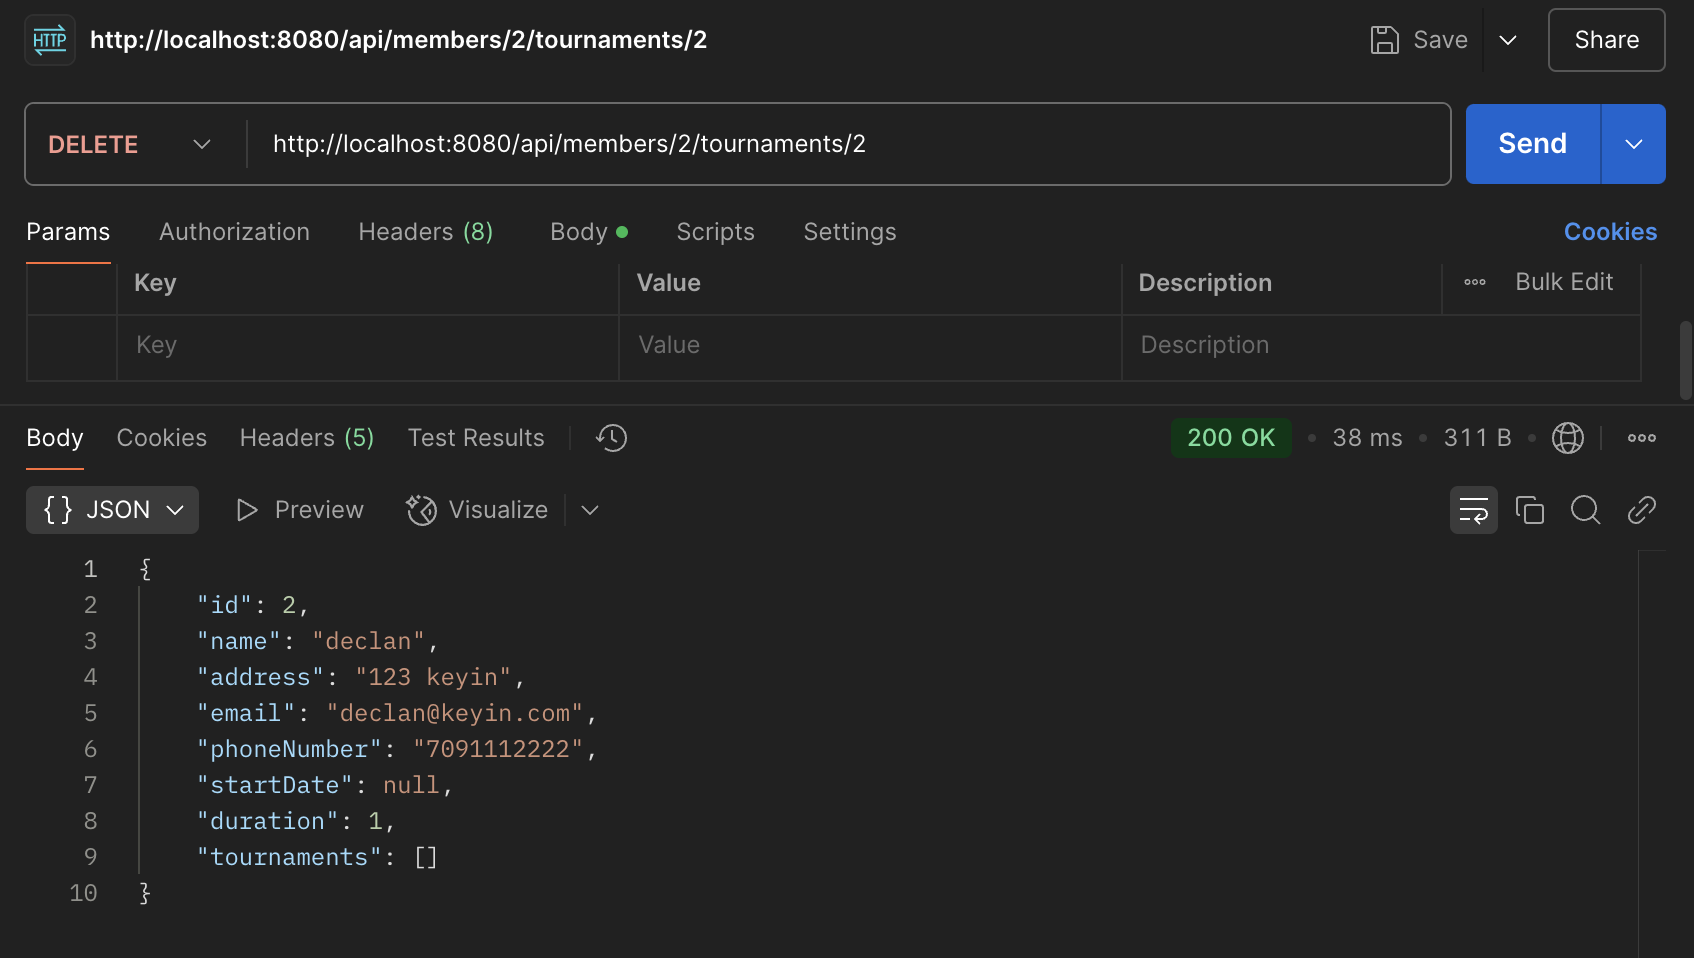 HTTP http://localhost:8080/api/members/2/tournaments/2 Save Share
DELETE http://localhost:8080/api/members/2/tournaments/2 Send
Params Authorization Headers (8) Body Scripts Settings Cookies
Key Value Description Bulk Edit
Key Value Description
Body Cookies Headers (5) Test Results 200 OK • 38 ms • 311 B •
{} JSON Preview Visualize
1 {
2 "id": 2,
3 "name": "declan",
4 "address": "123 keyin",
5 "email": "declan@keyin.com",
6 "phoneNumber": "7091112222",
7 "startDate": null,
8 "duration": 1,
9 "tournaments": []
10 }